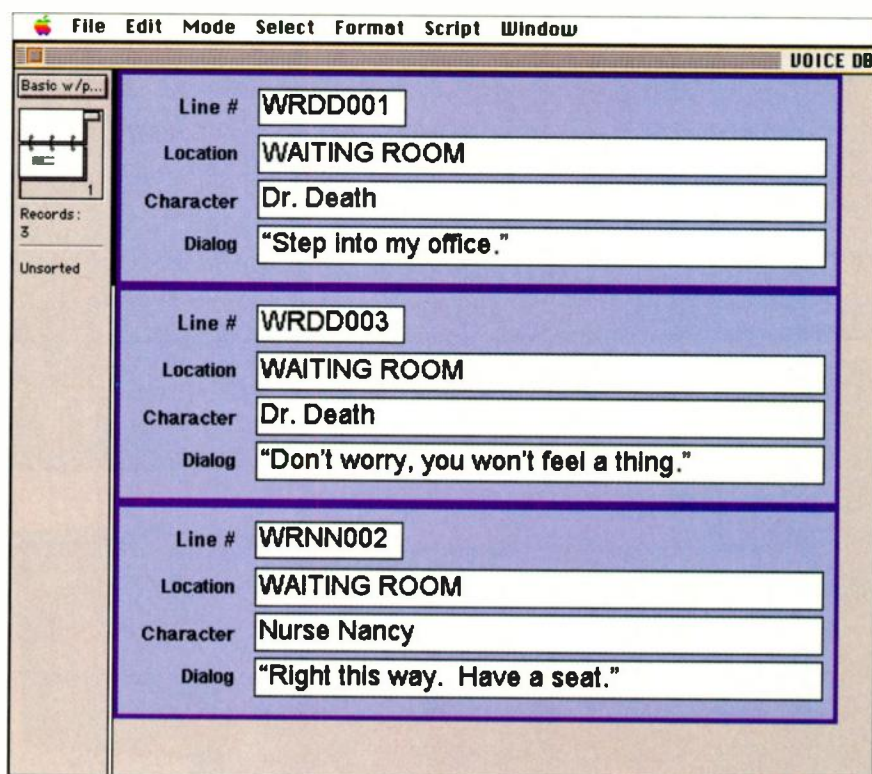 File Edit Mode Select Format Script Window
VOICE DB
Basic w/p...
1
Records:
3
Unsorted
Line # WRDD001
Location WAITING ROOM
Character Dr. Death
Dialog “Step into my office.”
Line # WRDD003
Location WAITING ROOM
Character Dr. Death
Dialog “Don't worry, you won't feel a thing.”
Line # WRNN002
Location WAITING ROOM
Character Nurse Nancy
Dialog “Right this way. Have a seat.”